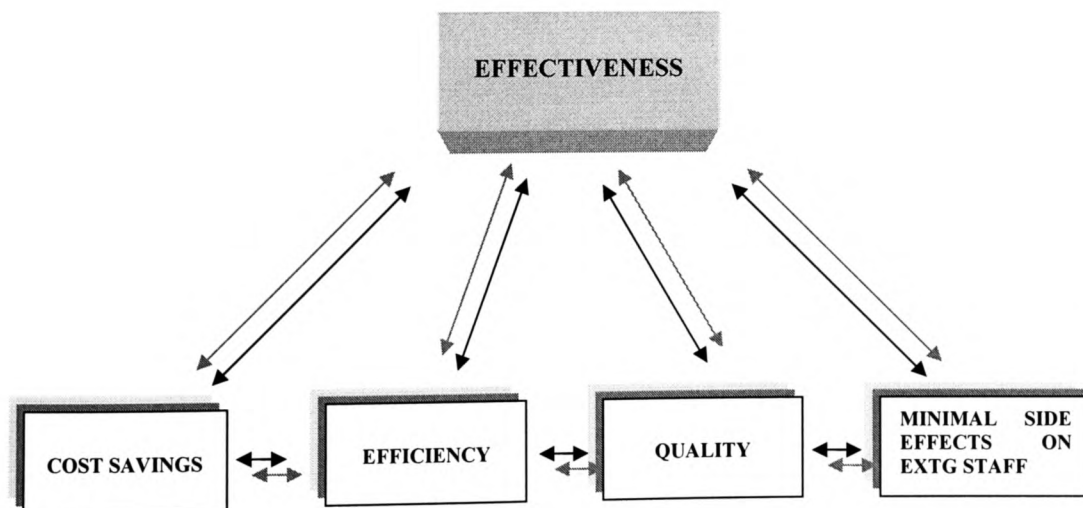 EFFECTIVENESS
COST SAVINGS
EFFICIENCY
QUALITY
MINIMAL SIDE
EFFECTS ON
EXTG STAFF